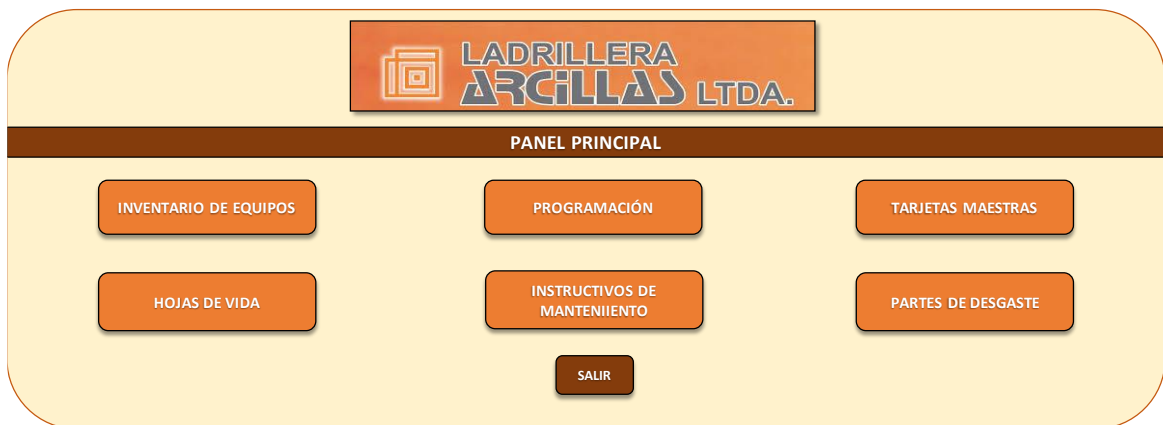 LADRILLERA
ARCiLLAS LTDA.
PANEL PRINCIPAL
INVENTARIO DE EQUIPOS
PROGRAMACIÓN
TARJETAS MAESTRAS
HOJAS DE VIDA
INSTRUCTIVOS DE
MANTENIIENTO
PARTES DE DESGASTE
SALIR